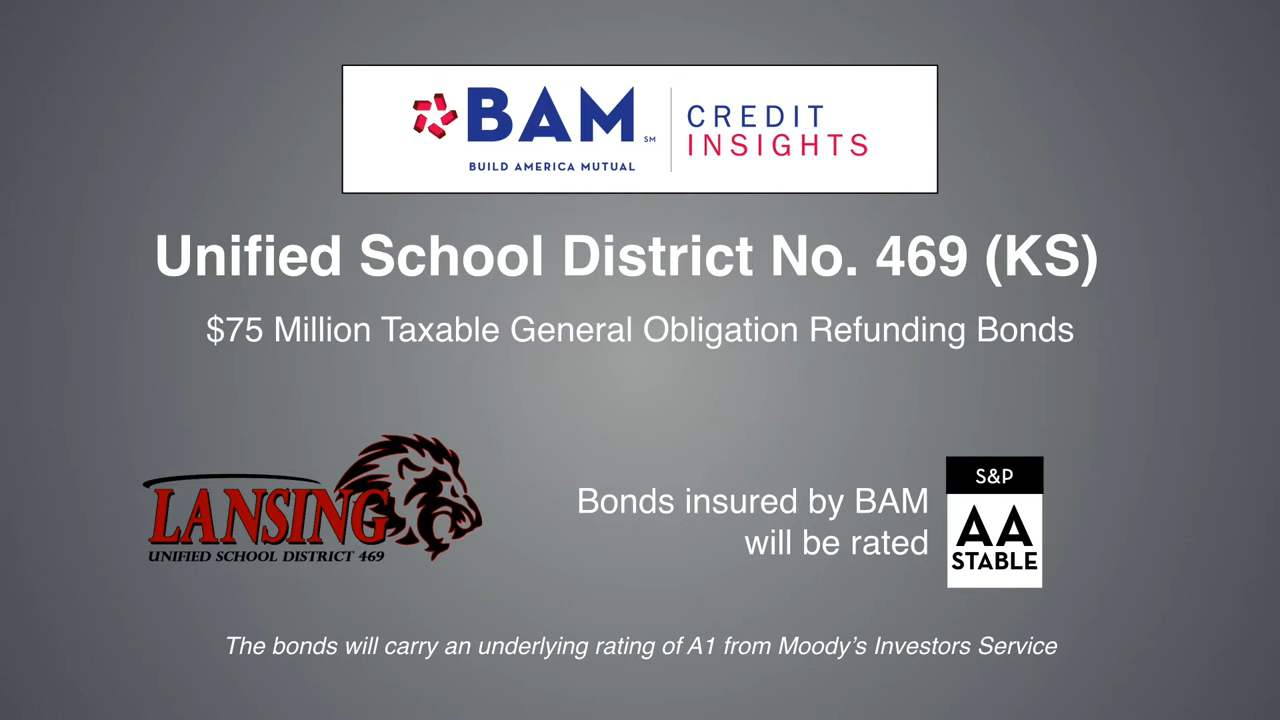 BAM SM
BUILD AMERICA MUTUAL
CREDIT
INSIGHTS
Unified School District No. 469 (KS)
$75 Million Taxable General Obligation Refunding Bonds
LANSING
UNIFIED SCHOOL DISTRICT 469
Bonds insured by BAM
will be rated
S&P
AA
STABLE
The bonds will carry an underlying rating of A1 from Moody’s Investors Service